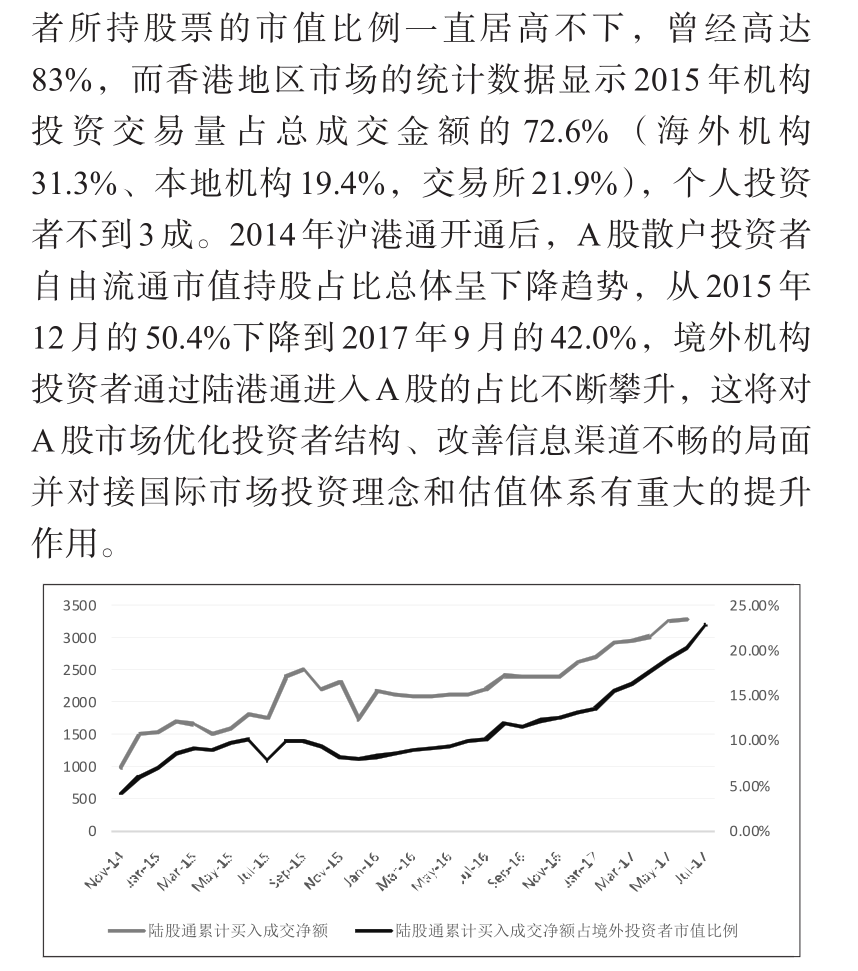 者所持股票的市值比例一直居高不下，曾经高达
83%，而香港地区市场的统计数据显示2015年机构
投资交易量占总成交金额的72.6%（海外机构
31.3%、本地机构19.4%，交易所21.9%），个人投资
者不到3成。2014年沪港通开通后，A股散户投资者
自由流通市值持股占比总体呈下降趋势，从2015年
12月的50.4%下降到2017年9月的42.0%，境外机构
投资者通过陆港通进入A股的占比不断攀升，这将对
A股市场优化投资者结构、改善信息渠道不畅的局面
并对接国际市场投资理念和估值体系有重大的提升
作用。
3500 25.00%
3000 20.00%
2500
2000 15.00%
1500 10.00%
1000
500 5.00%
0 0.00%
Nov-14 Jan-15 Mar-15 May-15 Jul-15 Sep-15 Nov-15 Jan-16 Mar-16 May-16 Jul-16 Sep-16 Nov-16 Jan-17 Mar-17 May-17 Jul-17
陆股通累计买入成交净额 陆股通累计买入成交净额占境外投资者市值比例